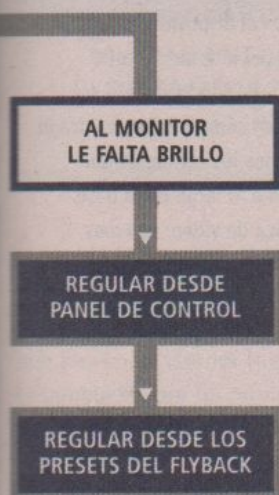 AL MONITOR
LE FALTA BRILLO
REGULAR DESDE
PANEL DE CONTROL
REGULAR DESDE LOS
PRESETS DEL FLYBACK